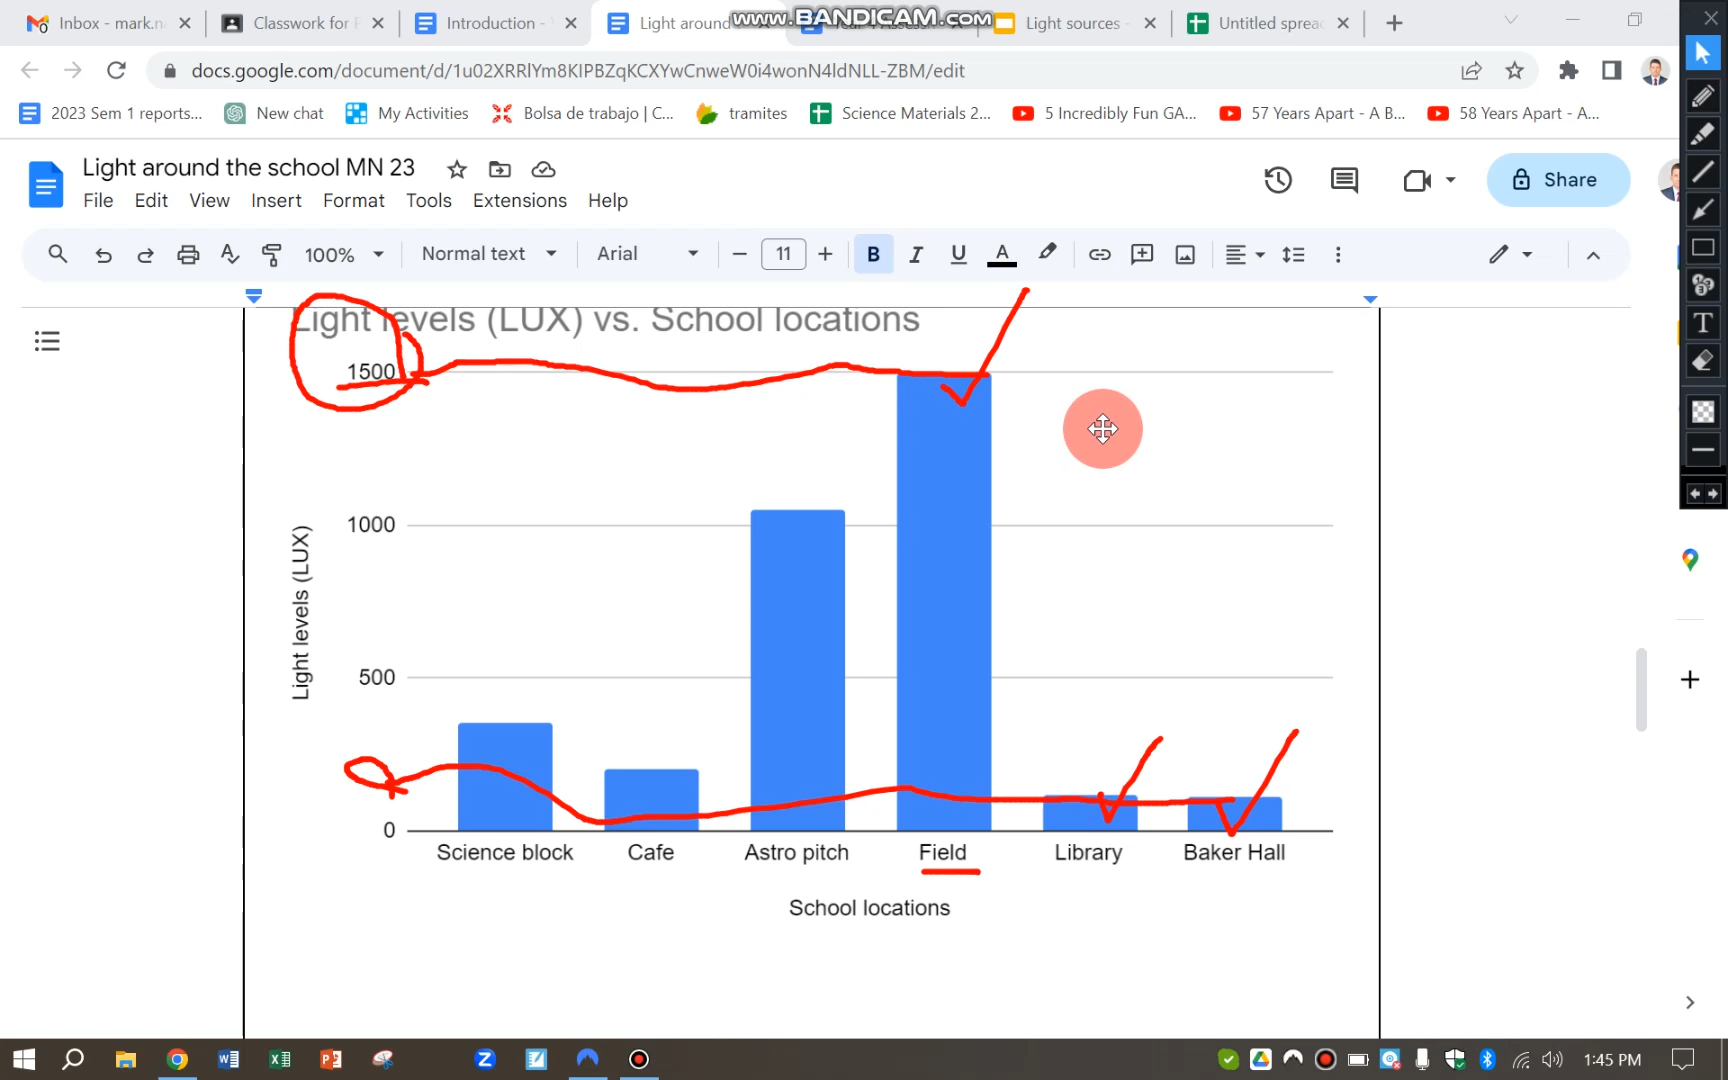 Inbox - mark.n
Classwork for F
Introduction -
Light around
www.BANDICAM.com
Light sources -
Untitled sprea
docs.google.com/document/d/1u02XRRlYm8KIPBZqKCXYwCnweW0i4wonN4ldNLL-ZBM/edit
2023 Sem 1 reports...
New chat
My Activities
Bolsa de trabajo | C...
tramites
Science Materials 2...
5 Incredibly Fun GA...
57 Years Apart - A B...
58 Years Apart - A...
Light around the school MN 23
File Edit View Insert Format Tools Extensions Help
Share
100%
Normal text
Arial
11
Light levels (LUX) vs. School locations
1500
1000
500
0
Light levels (LUX)
Science block
Cafe
Astro pitch
Field
Library
Baker Hall
School locations
1:45 PM